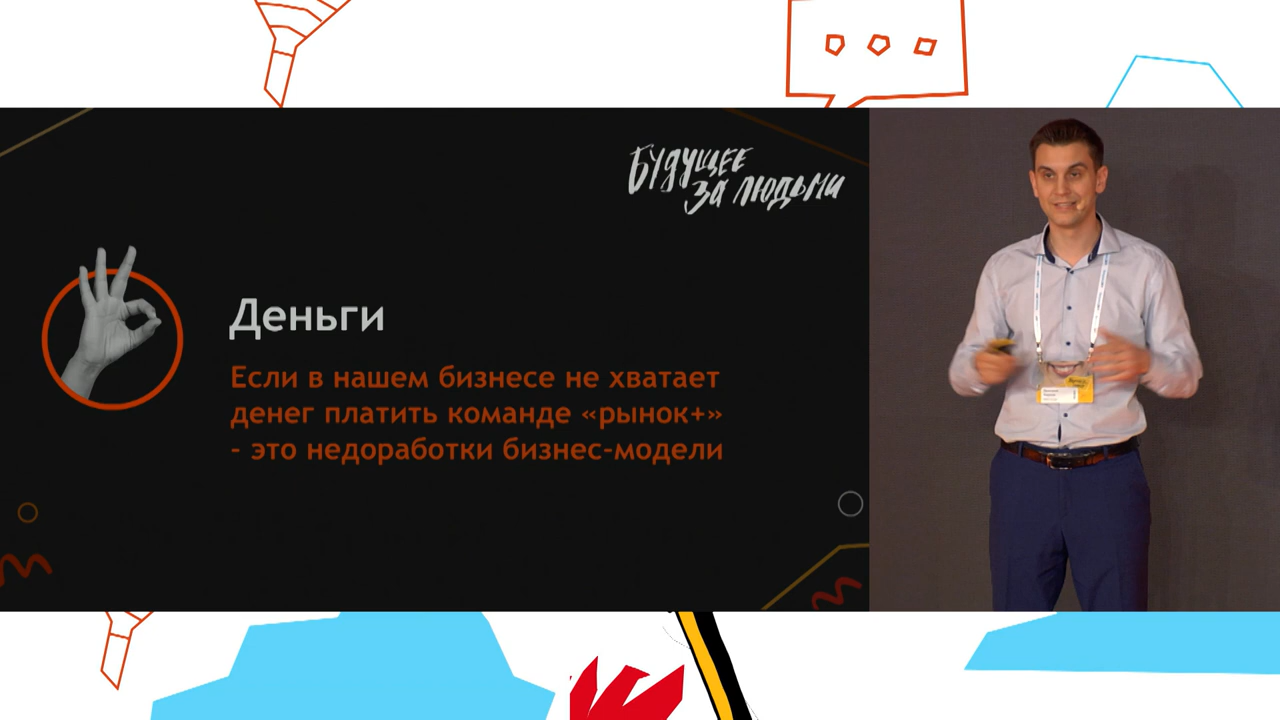 Будущее
за людьми
Деньги
Если в нашем бизнесе не хватает
денег платить команде «рынок+»
- это недоработки бизнес-модели